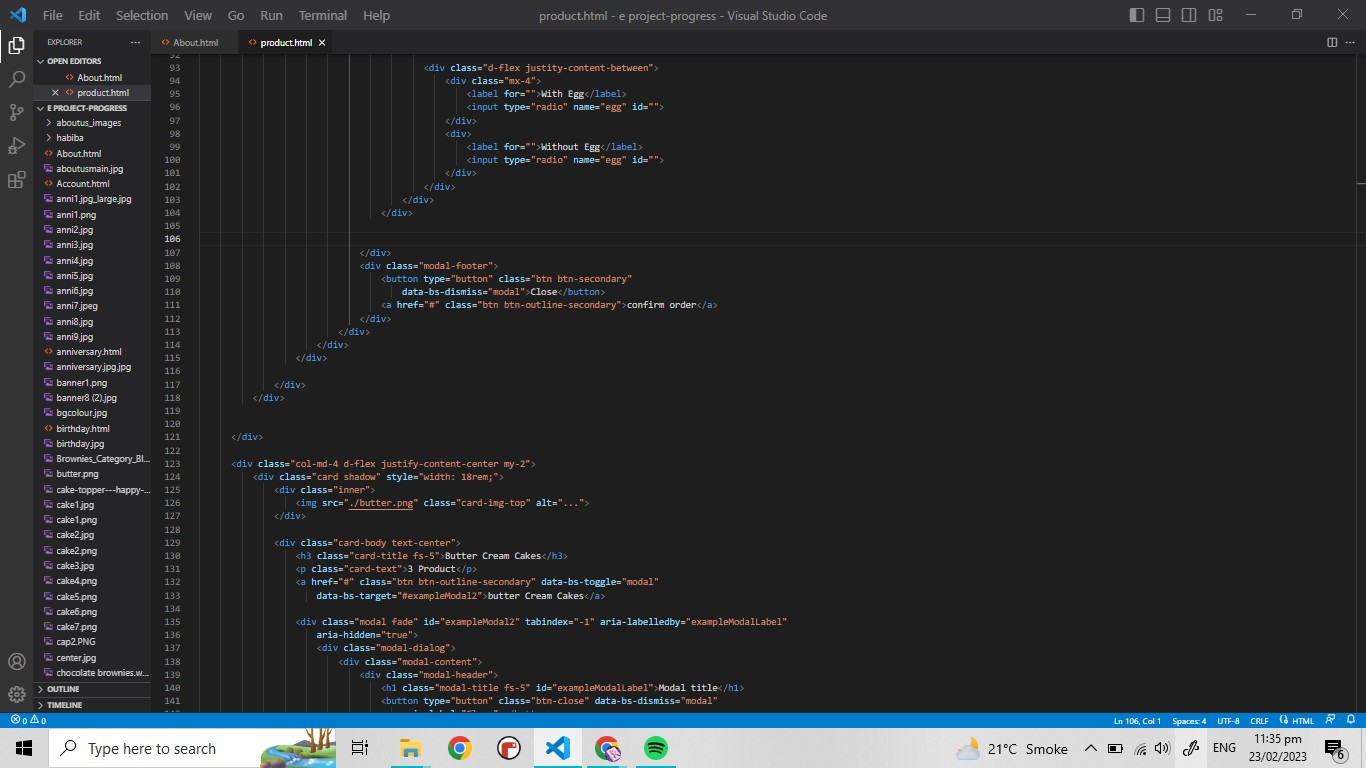 File Edit Selection View Go Run Terminal Help product.html - e project-progress - Visual Studio Code
EXPLORER
OPEN EDITORS
About.html
product.html
E PROJECT-PROGRESS
aboutus_images
habiba
About.html
aboutusmain.jpg
Account.html
anni1.jpg_large.jpg
anni1.png
anni2.jpg
anni3.jpg
anni4.jpg
anni5.jpg
anni6.jpg
anni7.jpeg
anni8.jpg
anni9.jpg
anniversary.html
anniversary.jpg.jpg
banner1.png
banner8 (2).jpg
bgcolour.jpg
birthday.html
birthday.jpg
Brownies_Category_Bl...
butter.png
cake-topper---happy-...
cake1.jpg
cake1.png
cake2.jpg
cake2.png
cake3.jpg
cake4.png
cake5.png
cake6.png
cake7.png
cap2.PNG
center.jpg
chocolate brownies.w...
OUTLINE
TIMELINE
About.html product.html
92
93 <div class="d-flex justity-content-between">
94 <div class="mx-4">
95 <label for="">With Egg</label>
96 <input type="radio" name="egg" id="">
97 </div>
98 <div>
99 <label for="">Without Egg</label>
100 <input type="radio" name="egg" id="">
101 </div>
102 </div>
103 </div>
104 </div>
105
106
107 </div>
108 <div class="modal-footer">
109 <button type="button" class="btn btn-secondary"
110 data-bs-dismiss="modal">Close</button>
111 <a href="#" class="btn btn-outline-secondary">confirm order</a>
112 </div>
113 </div>
114 </div>
115 </div>
116
117 </div>
118 </div>
119
120
121 </div>
122
123 <div class="col-md-4 d-flex justify-content-center my-2">
124 <div class="card shadow" style="width: 18rem;">
125 <div class="inner">
126 <img src="./butter.png" class="card-img-top" alt="...">
127 </div>
128
129 <div class="card-body text-center">
130 <h3 class="card-title fs-5">Butter Cream Cakes</h3>
131 <p class="card-text">3 Product</p>
132 <a href="#" class="btn btn-outline-secondary" data-bs-toggle="modal"
133 data-bs-target="#exampleModal2">butter Cream Cakes</a>
134
135 <div class="modal fade" id="exampleModal2" tabindex="-1" aria-labelledby="exampleModalLabel"
136 aria-hidden="true">
137 <div class="modal-dialog">
138 <div class="modal-content">
139 <div class="modal-header">
140 <h1 class="modal-title fs-5" id="exampleModalLabel">Modal title</h1>
141 <button type="button" class="btn-close" data-bs-dismiss="modal"
0 0 Ln 106, Col 1 Spaces: 4 UTF-8 CRLF HTML
Type here to search 21°C Smoke ENG 11:35 pm
23/02/2023 6